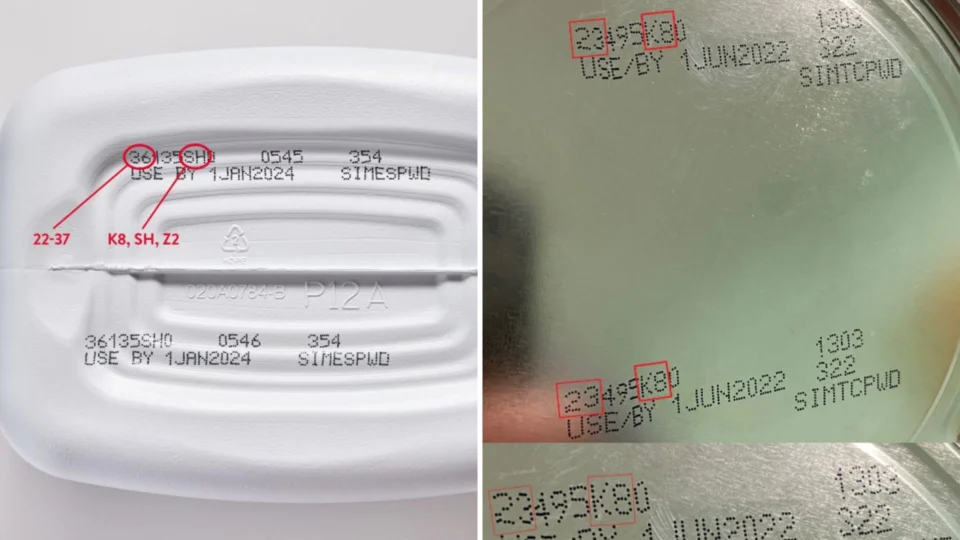 36135SH0 0545 354
USE BY 1JAN2024 SIMESPWD
22-37 K8, SH, Z2
020A0784-B P12A
36135SH0 0546 354
USE BY 1JAN2024 SIMESPWD
23495K80 1303
USE/BY 1JUN2022 322
SIMTCPWD
23495K80 1303
USE/BY 1JUN2022 322
SIMTCPWD
23495K80 1303
1JUN2022 322